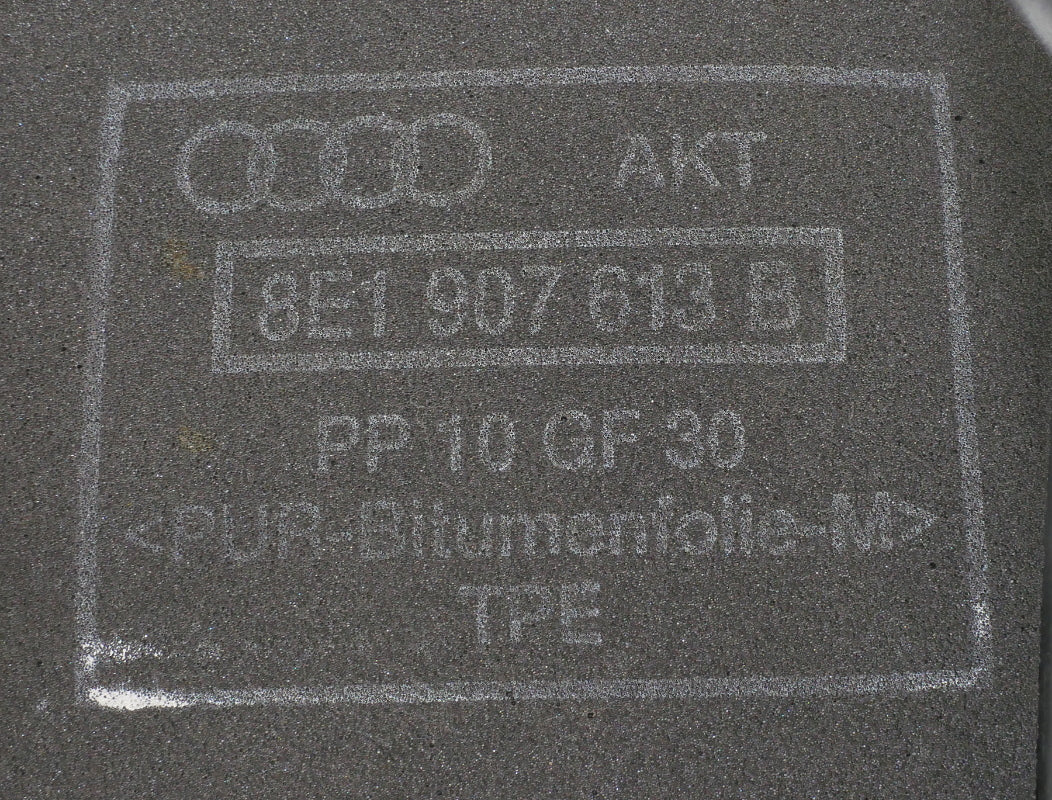 AKT
8E1 907 613 B
PP 10 GF 30
<PUR-Bitumenfolie-M>
TPE